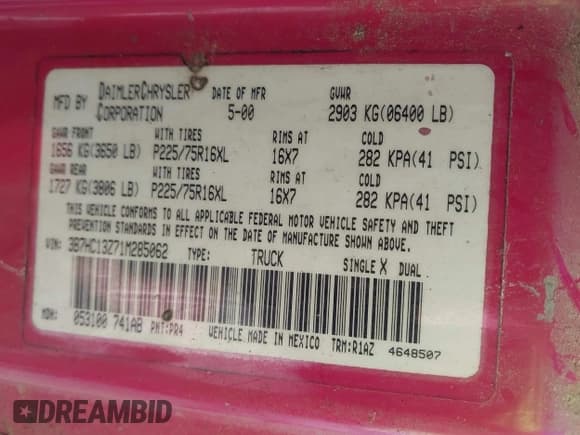 MFD BY DAIMLERCHRYSLER CORPORATION
DATE OF MFR 5-00
GVWR 2903 KG(06400 LB)
GAWR FRONT WITH TIRES RIMS AT COLD
1656 KG(3650 LB) P225/75R16XL 16X7 282 KPA(41 PSI)
GAWR REAR WITH TIRES RIMS AT COLD
1727 KG(3806 LB) P225/75R16XL 16X7 282 KPA(41 PSI)
THIS VEHICLE CONFORMS TO ALL APPLICABLE FEDERAL MOTOR VEHICLE SAFETY AND THEFT
PREVENTION STANDARDS IN EFFECT ON THE DATE OF MANUFACTURE SHOWN ABOVE.
VIN: 3B7HC13Z71M285062 TYPE: TRUCK SINGLE X DUAL
MDH: 053100 741AB PNT:PR4 VEHICLE MADE IN MEXICO TRM:R1AZ 4648507
DREAMBID